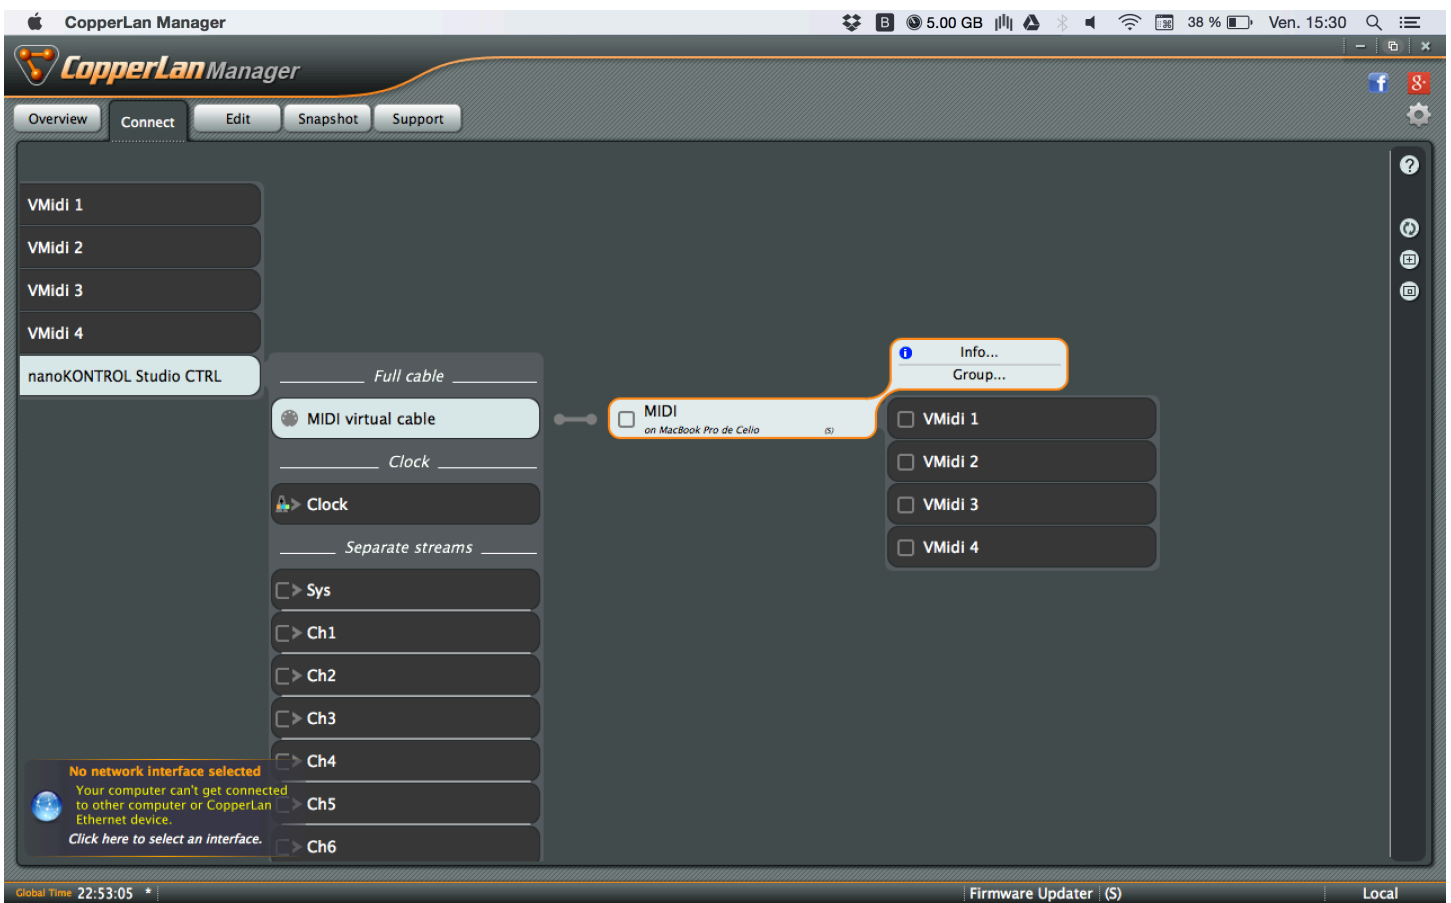 CopperLan Manager
B
5.00 GB
38 %
Ven. 15:30
CopperLan Manager
f
8+
Overview
Connect
Edit
Snapshot
Support
?
VMidi 1
VMidi 2
VMidi 3
VMidi 4
nanoKONTROL Studio CTRL
Full cable
MIDI virtual cable
Clock
Clock
Separate streams
Sys
Ch1
Ch2
Ch3
Ch4
Ch5
Ch6
MIDI
on MacBook Pro de Celio
(S)
Info...
Group...
VMidi 1
VMidi 2
VMidi 3
VMidi 4
No network interface selected
Your computer can't get connected
to other computer or CopperLan
Ethernet device.
Click here to select an interface.
Global Time 22:53:05 *
Firmware Updater (S)
Local